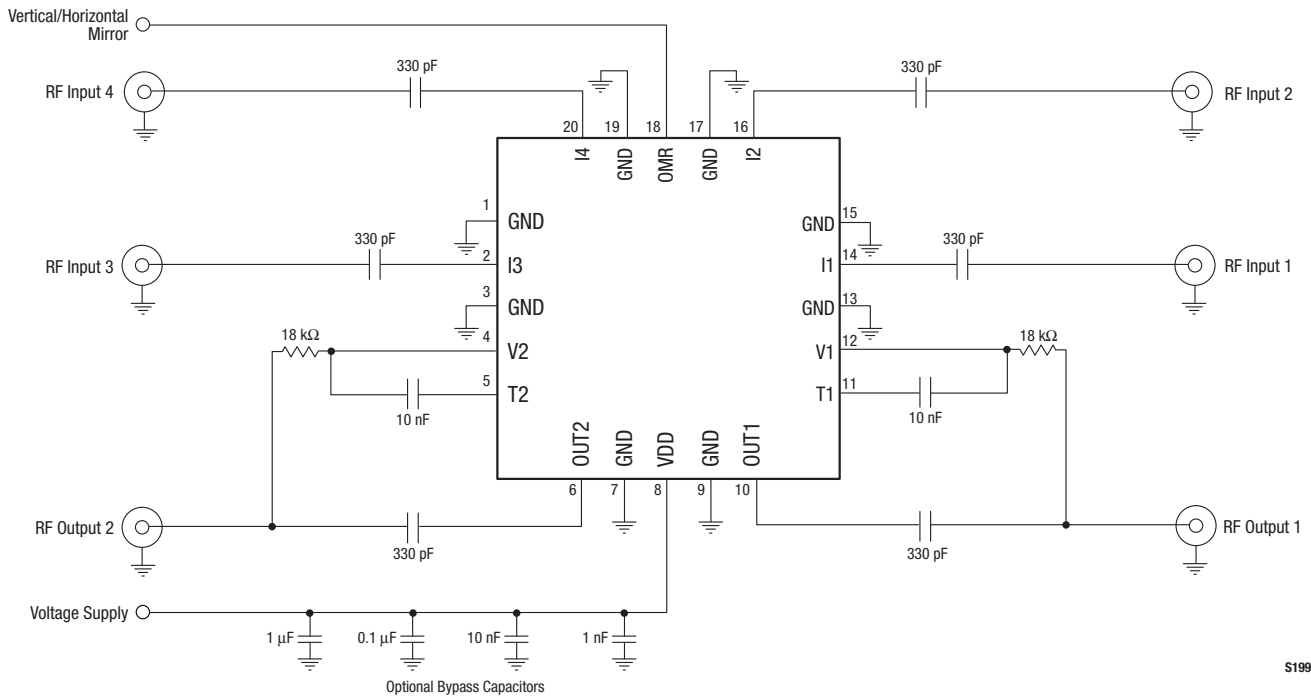 Vertical/Horizontal
Mirror
RF Input 4
330 pF
330 pF
RF Input 2
20
19
18
17
16
I4
GND
OMR
GND
I2
1
GND
GND
15
RF Input 3
330 pF
2
I3
I1
14
330 pF
RF Input 1
3
GND
GND
13
18 kΩ
4
V2
V1
12
18 kΩ
5
T2
T1
11
10 nF
10 nF
OUT2
GND
VDD
GND
OUT1
6
7
8
9
10
RF Output 2
330 pF
330 pF
RF Output 1
Voltage Supply
1 μF
0.1 μF
10 nF
1 nF
Optional Bypass Capacitors
S199